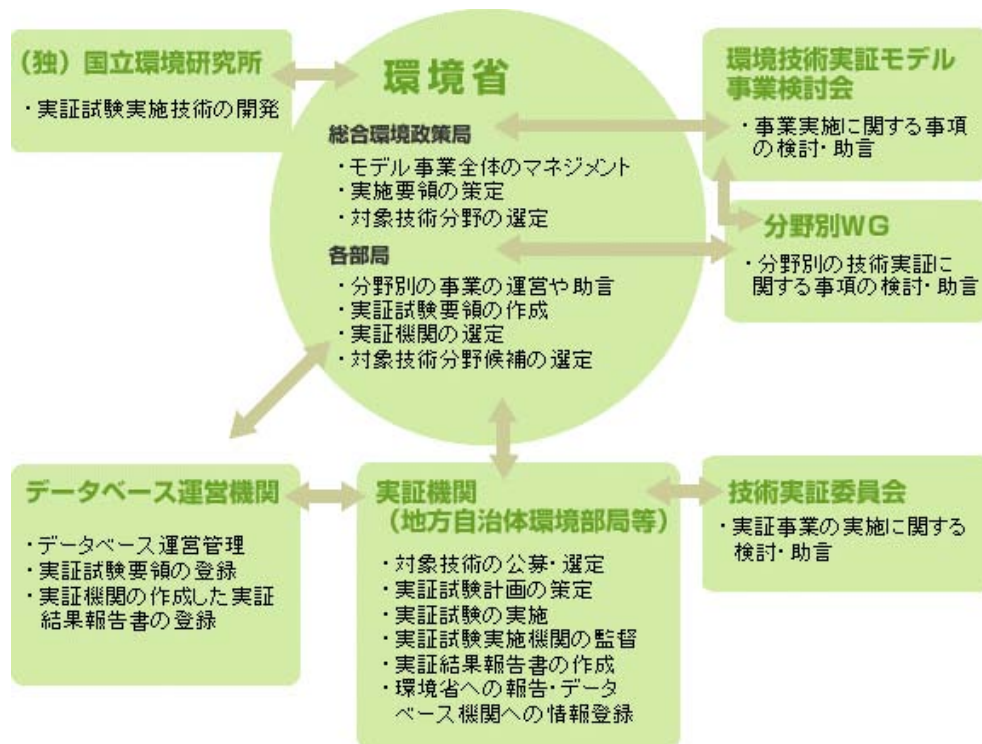 （独）国立環境研究所
・実証試験実施技術の開発
環境省
総合環境政策局
・モデル事業全体のマネジメント
・実施要領の策定
・対象技術分野の選定
各部局
・分野別の事業の運営や助言
・実証試験要領の作成
・実証機関の選定
・対象技術分野候補の選定
環境技術実証モデル
事業検討会
・事業実施に関する事項
の検討・助言
分野別WG
・分野別の技術実証に
関する事項の検討・助言
データベース運営機関
・データベース運営管理
・実証試験要領の登録
・実証機関の作成した実証
結果報告書の登録
実証機関
（地方自治体環境部局等）
・対象技術の公募・選定
・実証試験計画の策定
・実証試験の実施
・実証試験実施機関の監督
・実証結果報告書の作成
・環境省への報告・データ
ベース機関への情報登録
技術実証委員会
・実証事業の実施に関する
検討・助言